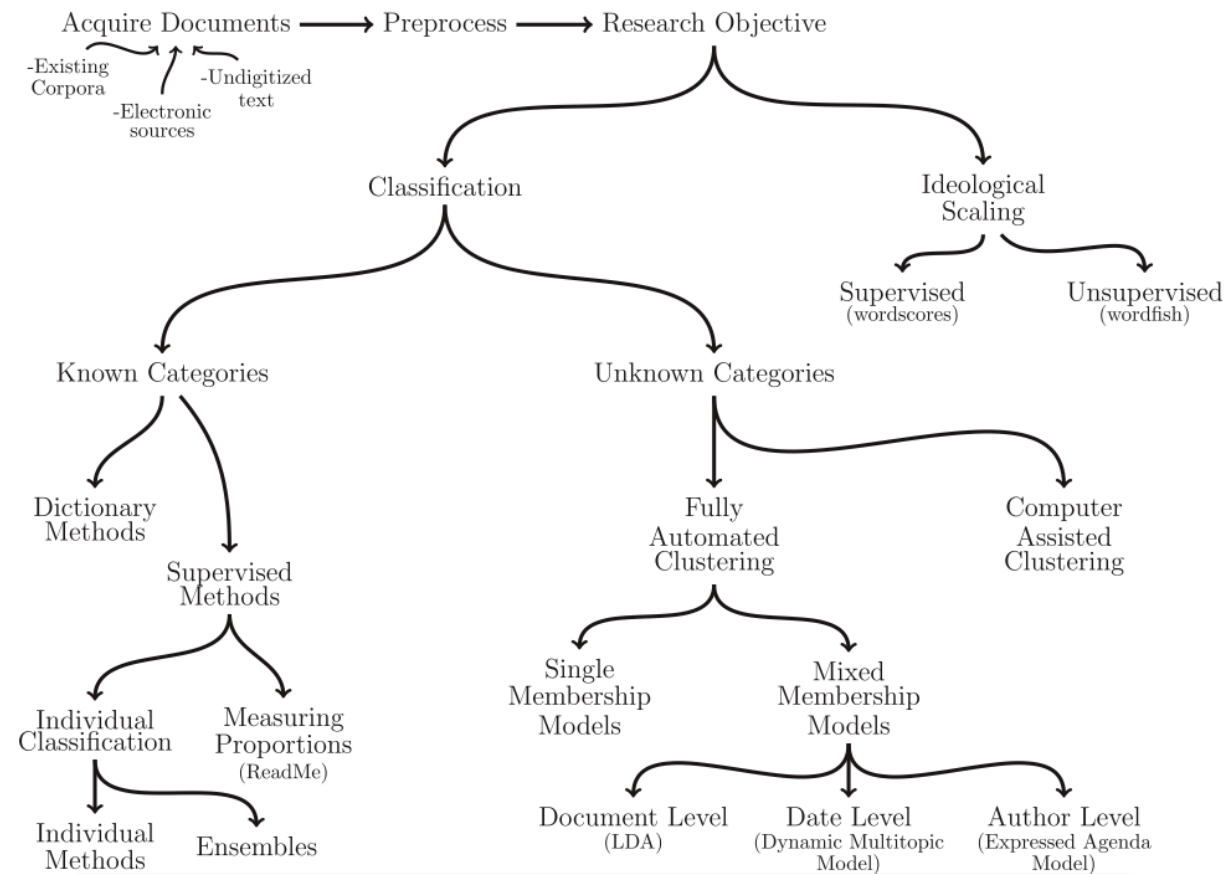 Acquire Documents
Preprocess
Research Objective
-Existing
Corpora
-Electronic
sources
-Undigitized
text
Classification
Ideological
Scaling
Supervised
(wordscores)
Unsupervised
(wordfish)
Known Categories
Unknown Categories
Dictionary
Methods
Supervised
Methods
Fully
Automated
Clustering
Computer
Assisted
Clustering
Individual
Classification
Measuring
Proportions
(ReadMe)
Single
Membership
Models
Mixed
Membership
Models
Individual
Methods
Ensembles
Document Level
(LDA)
Date Level
(Dynamic Multitopic
Model)
Author Level
(Expressed Agenda
Model)